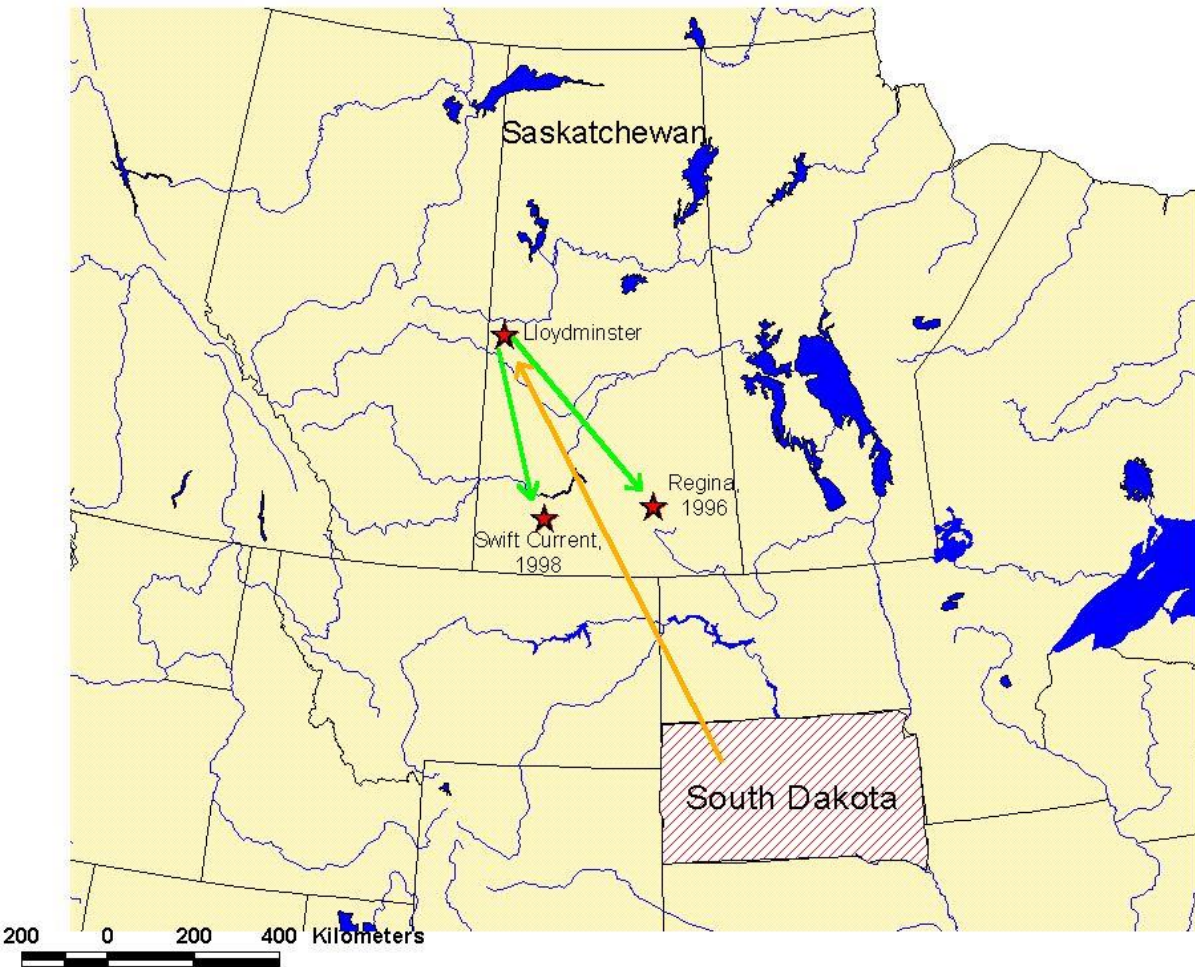 Saskatchewan
Lloydminster
Regina,
1996
Swift Current,
1998
South Dakota
200 0 200 400 Kilometers